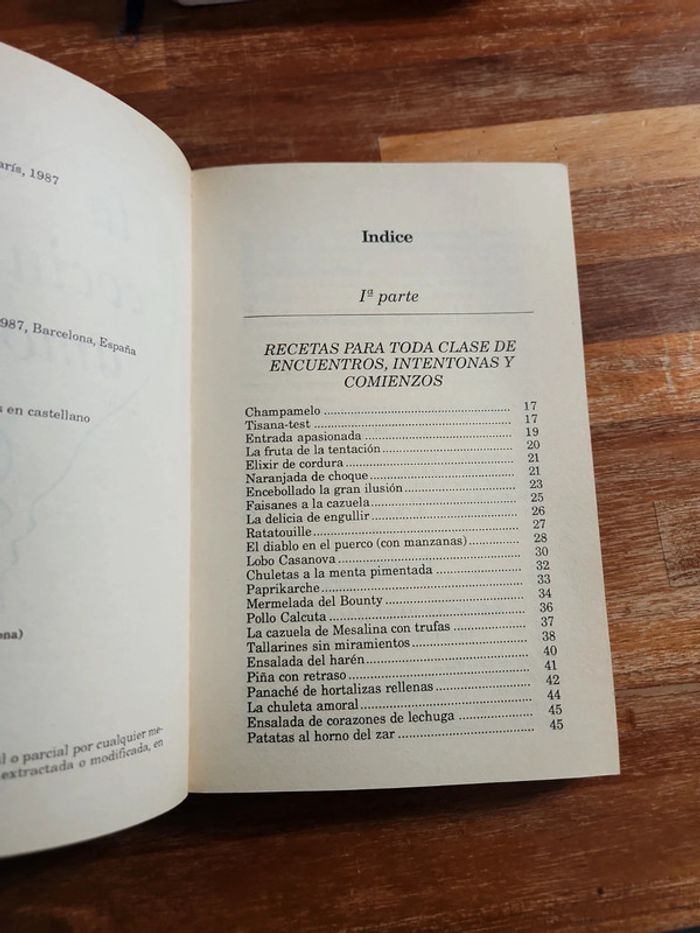 arís, 1987
987, Barcelona, España
en castellano
ona)
il o parcial por cualquier me-
extractada o modificada, en
Indice
Iª parte
RECETAS PARA TODA CLASE DE
ENCUENTROS, INTENTONAS Y
COMIENZOS
Champamelo ........ 17
Tisana-test ........ 17
Entrada apasionada ........ 19
La fruta de la tentación ........ 20
Elixir de cordura ........ 21
Naranjada de choque ........ 21
Encebollado la gran ilusión ........ 23
Faisanes a la cazuela ........ 25
La delicia de engullir ........ 26
Ratatouille ........ 27
El diablo en el puerco (con manzanas) ........ 28
Lobo Casanova ........ 30
Chuletas a la menta pimentada ........ 32
Paprikarche ........ 33
Mermelada del Bounty ........ 34
Pollo Calcuta ........ 36
La cazuela de Mesalina con trufas ........ 37
Tallarines sin miramientos ........ 38
Ensalada del harén ........ 40
Piña con retraso ........ 41
Panaché de hortalizas rellenas ........ 42
La chuleta amoral ........ 44
Ensalada de corazones de lechuga ........ 45
Patatas al horno del zar ........ 45